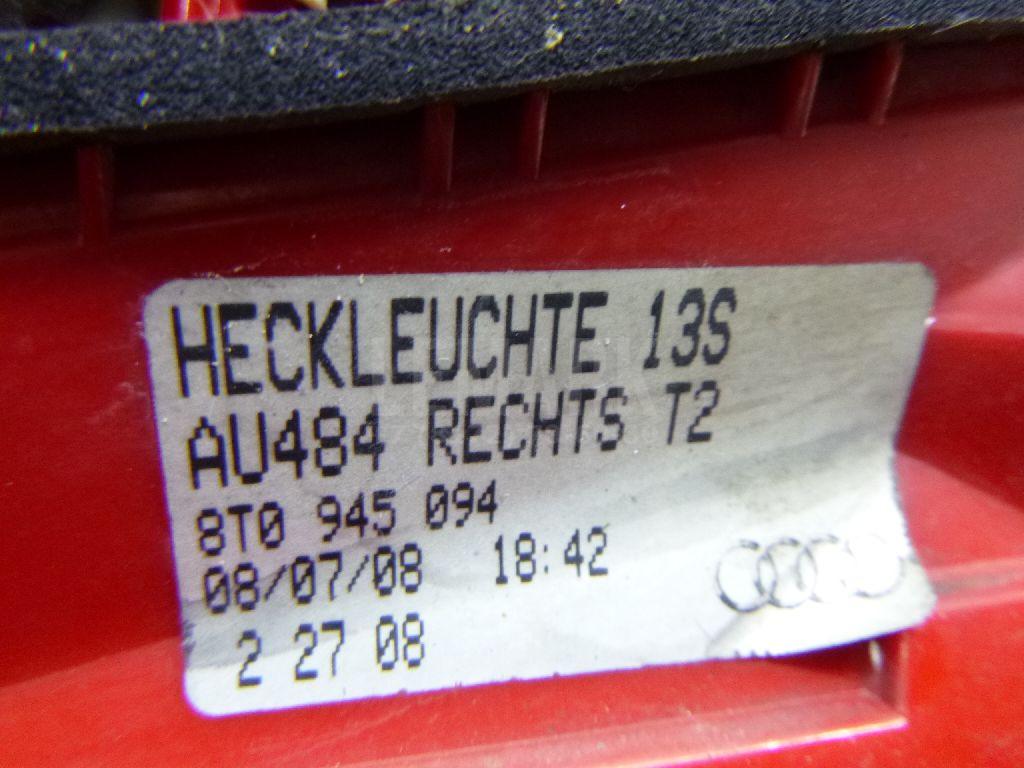 HECKLEUCHTE 13S
AU484 RECHTS T2
8T0 945 094
08/07/08 18:42
2 27 08